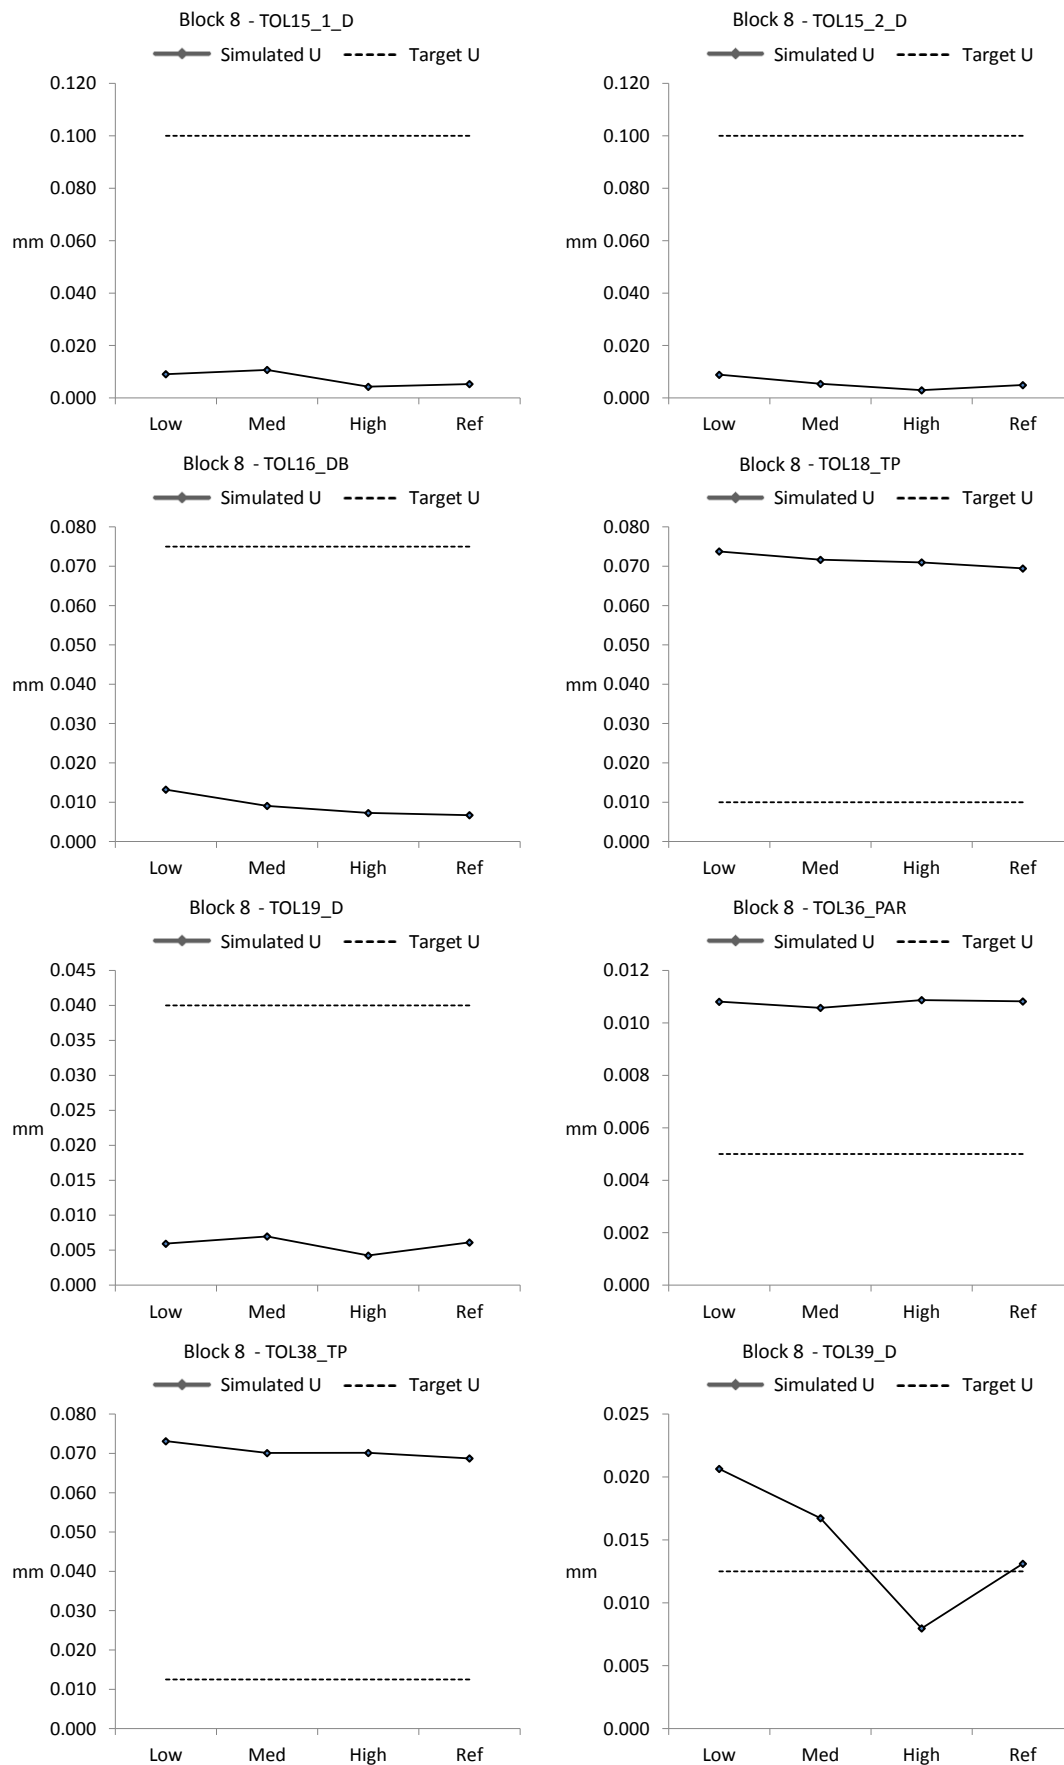 Block 8 - TOL15_1_D
Simulated U Target U
0.120
0.100
0.080
mm 0.060
0.040
0.020
0.000
Low Med High Ref
Block 8 - TOL15_2_D
Simulated U Target U
0.120
0.100
0.080
mm 0.060
0.040
0.020
0.000
Low Med High Ref
Block 8 - TOL16_DB
Simulated U Target U
0.080
0.070
0.060
0.050
mm 0.040
0.030
0.020
0.010
0.000
Low Med High Ref
Block 8 - TOL18_TP
Simulated U Target U
0.080
0.070
0.060
0.050
mm 0.040
0.030
0.020
0.010
0.000
Low Med High Ref
Block 8 - TOL19_D
Simulated U Target U
0.045
0.040
0.035
0.030
0.025
mm
0.020
0.015
0.010
0.005
0.000
Low Med High Ref
Block 8 - TOL36_PAR
Simulated U Target U
0.012
0.010
0.008
mm 0.006
0.004
0.002
0.000
Low Med High Ref
Block 8 - TOL38_TP
Simulated U Target U
0.080
0.070
0.060
0.050
mm 0.040
0.030
0.020
0.010
0.000
Low Med High Ref
Block 8 - TOL39_D
Simulated U Target U
0.025
0.020
0.015
mm
0.010
0.005
0.000
Low Med High Ref